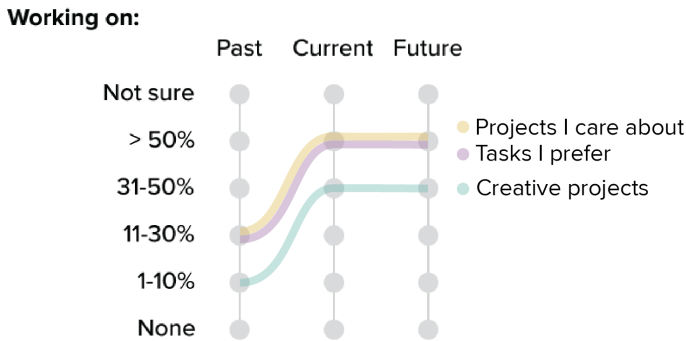 Working on:
Past Current Future
Not sure
> 50%
31-50%
11-30%
1-10%
None
Projects I care about
Tasks I prefer
Creative projects